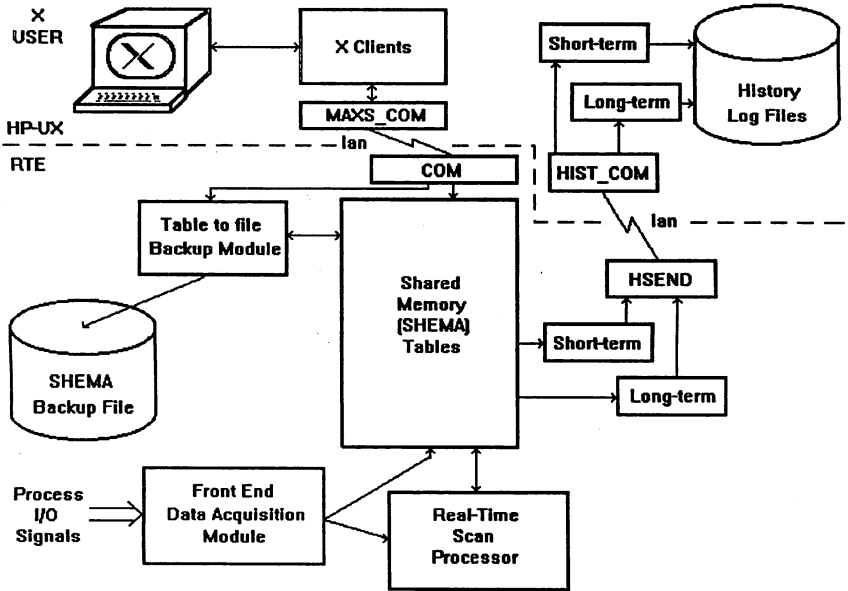 X
USER
X
X Clients
Short-term
History
Log Files
Long-term
MAXS_COM
HP-UX
lan
RTE
COM
HIST_COM
lan
Table to file
Backup Module
Shared
Memory
(SHEMA)
Tables
HSEND
Short-term
SHEMA
Backup File
Long-term
Process
I/O
Signals
Front End
Data Acquisition
Module
Real-Time
Scan
Processor